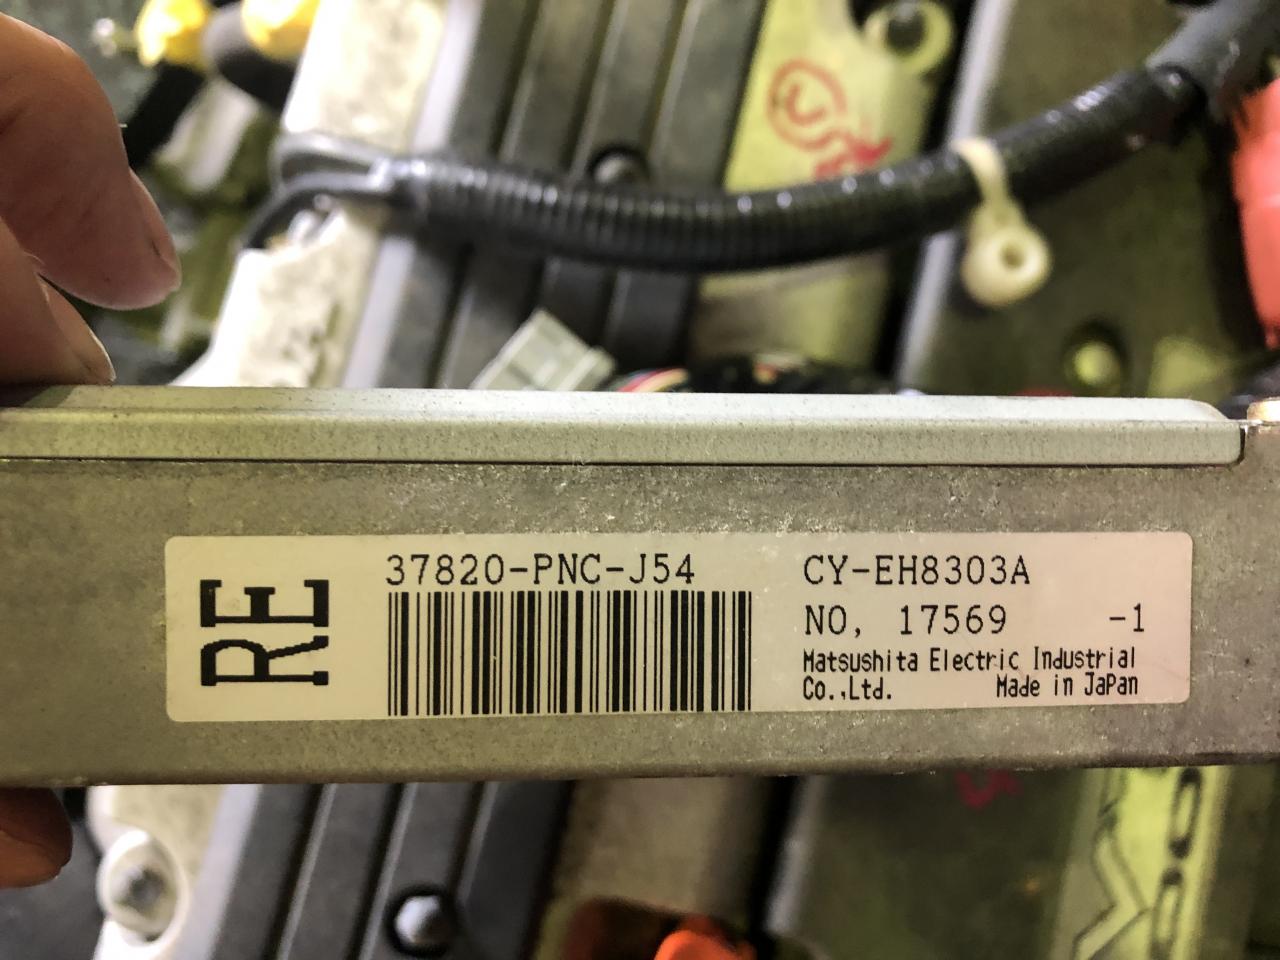 RE
37820-PNC-J54
CY-EH8303A
NO, 17569 -1
Matsushita Electric Industrial
Co.,Ltd. Made in JaPan